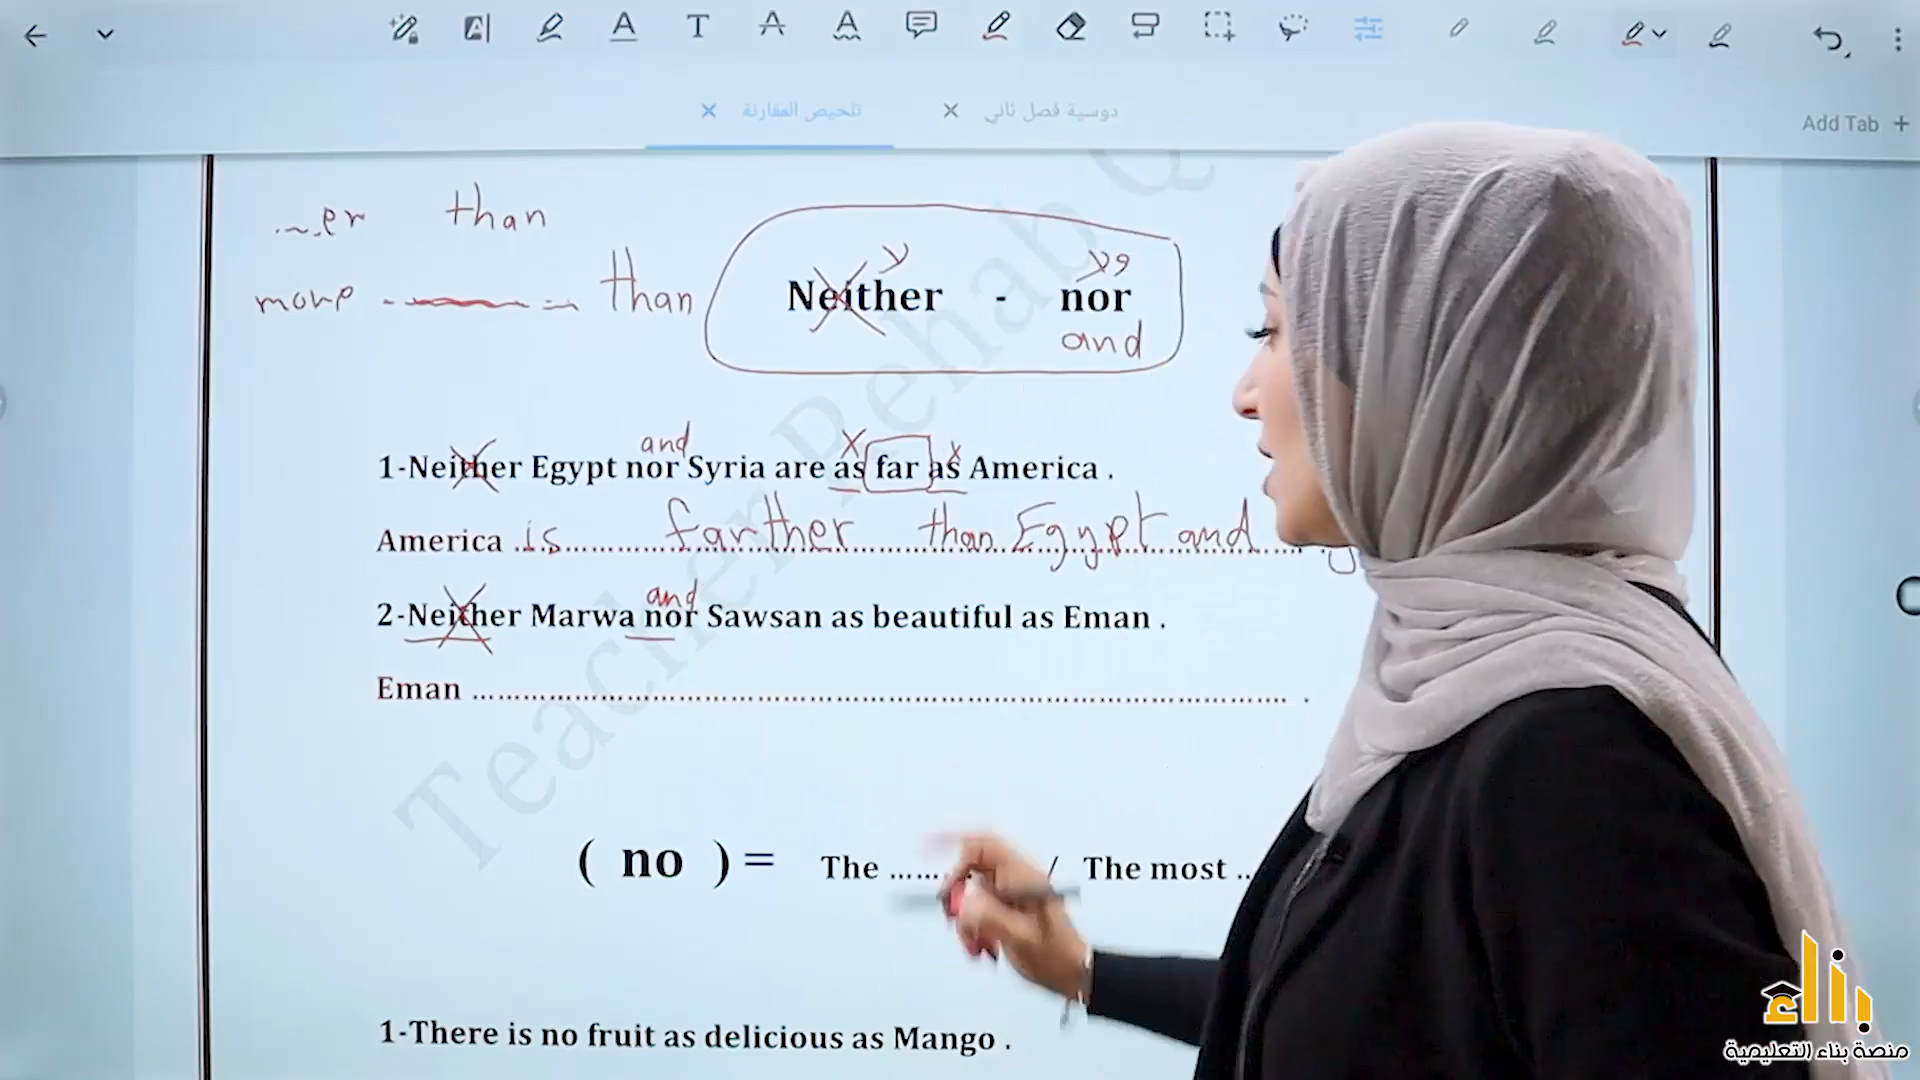 تلخيص المقارنة
دوسية فصل ثاني
Add Tab +
...er than
more ------- than
Neither - nor
لا ولا
and
and
1-Neither Egypt nor Syria are as far as America .
America is farther than Egypt and
and
2-Neither Marwa nor Sawsan as beautiful as Eman .
Eman .......................................... .
( no ) = The ........ / The most ..
1-There is no fruit as delicious as Mango .
Teacher Rehab Q
بناء
منصة بناء التعليمية